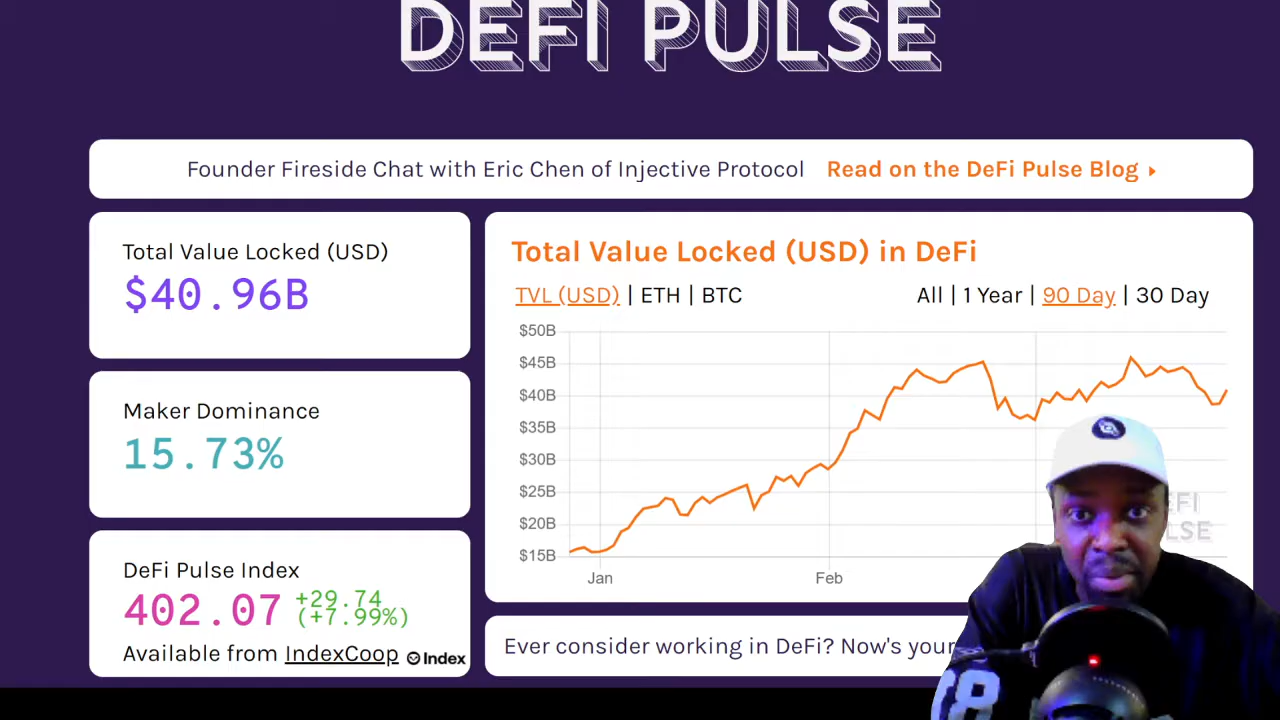 DEFI PULSE
Founder Fireside Chat with Eric Chen of Injective Protocol Read on the DeFi Pulse Blog ▸
Total Value Locked (USD)
$40.96B
Maker Dominance
15.73%
DeFi Pulse Index
402.07 +29.74
(+7.99%)
Available from IndexCoop Index
Total Value Locked (USD) in DeFi
TVL (USD) | ETH | BTC All | 1 Year | 90 Day | 30 Day
$50B
$45B
$40B
$35B
$30B
$25B
$20B
$15B
Jan Feb
Ever consider working in DeFi? Now's your